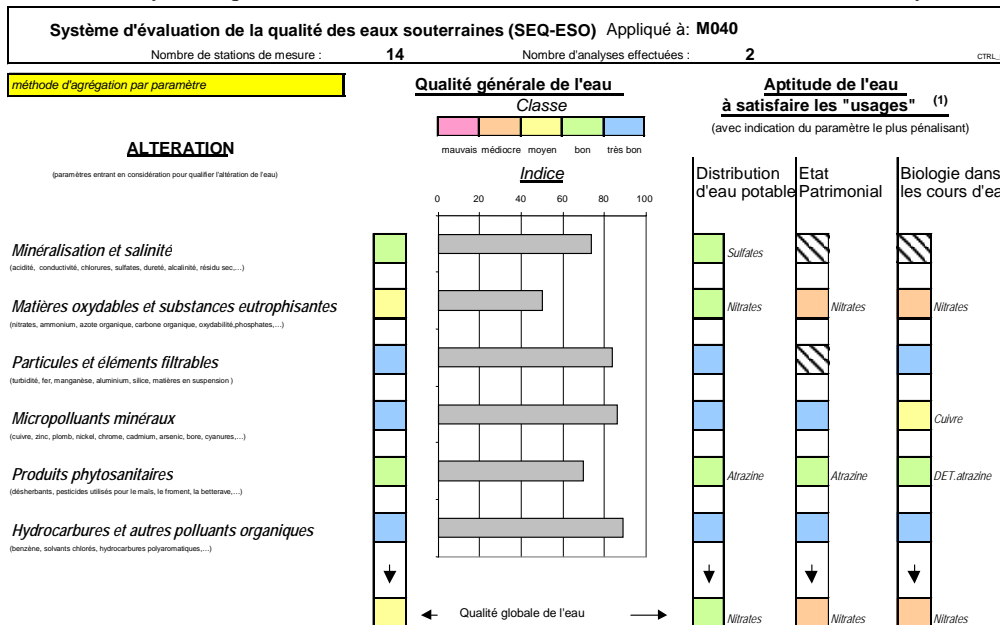 Système d'évaluation de la qualité des eaux souterraines (SEQ-ESO) Appliqué à: M040
Nombre de stations de mesure : 14 Nombre d'analyses effectuées : 2 CTRL_
méthode d'agrégation par paramètre
Qualité générale de l'eau
Classe
mauvais médiocre moyen bon très bon
Indice
0 20 40 60 80 100
Aptitude de l'eau
à satisfaire les "usages" (1)
(avec indication du paramètre le plus pénalisant)
ALTERATION
(paramètres entrant en considération pour qualifier l'altération de l'eau)
Distribution
d'eau potable
Etat
Patrimonial
Biologie dans
les cours d'ea
Minéralisation et salinité
(acidité, conductivité, chlorures, sulfates, dureté, alcalinité, résidu sec,...)
Sulfates
Matières oxydables et substances eutrophisantes
(nitrates, ammonium, azote organique, carbone organique, oxydabilité,phosphates,...)
Nitrates Nitrates Nitrates
Particules et éléments filtrables
(turbidité, fer, manganèse, aluminium, silice, matières en suspension )
Micropolluants minéraux
(cuivre, zinc, plomb, nickel, chrome, cadmium, arsenic, bore, cyanures,...)
Cuivre
Produits phytosanitaires
(désherbants, pesticides utilisés pour le maïs, le froment, la betterave,...)
Atrazine Atrazine DET.atrazine
Hydrocarbures et autres polluants organiques
(benzène, solvants chlorés, hydrocarbures polyaromatiques,...)
Qualité globale de l'eau
Nitrates Nitrates Nitrates